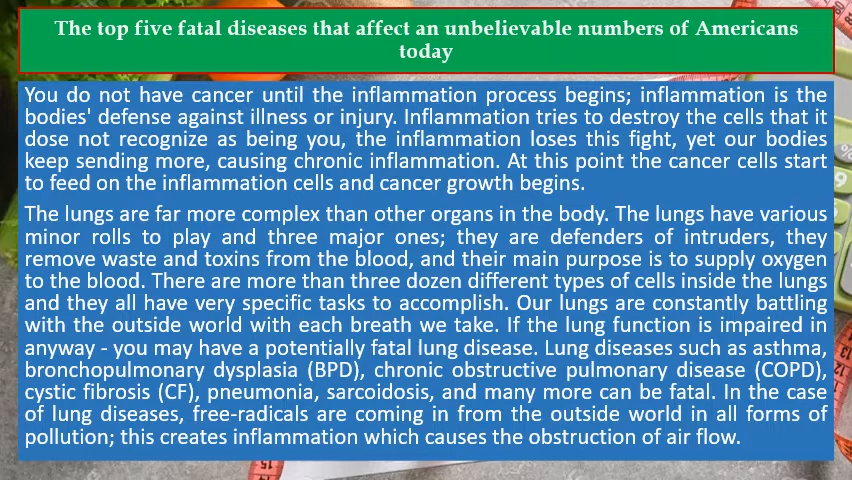 The top five fatal diseases that affect an unbelievable numbers of Americans
today
You do not have cancer until the inflammation process begins; inflammation is the
bodies' defense against illness or injury. Inflammation tries to destroy the cells that it
dose not recognize as being you, the inflammation loses this fight, yet our bodies
keep sending more, causing chronic inflammation. At this point the cancer cells start
to feed on the inflammation cells and cancer growth begins.
The lungs are far more complex than other organs in the body. The lungs have various
minor rolls to play and three major ones; they are defenders of intruders, they
remove waste and toxins from the blood, and their main purpose is to supply oxygen
to the blood. There are more than three dozen different types of cells inside the lungs
and they all have very specific tasks to accomplish. Our lungs are constantly battling
with the outside world with each breath we take. If the lung function is impaired in
anyway - you may have a potentially fatal lung disease. Lung diseases such as asthma,
bronchopulmonary dysplasia (BPD), chronic obstructive pulmonary disease (COPD),
cystic fibrosis (CF), pneumonia, sarcoidosis, and many more can be fatal. In the case
of lung diseases, free-radicals are coming in from the outside world in all forms of
pollution; this creates inflammation which causes the obstruction of air flow.